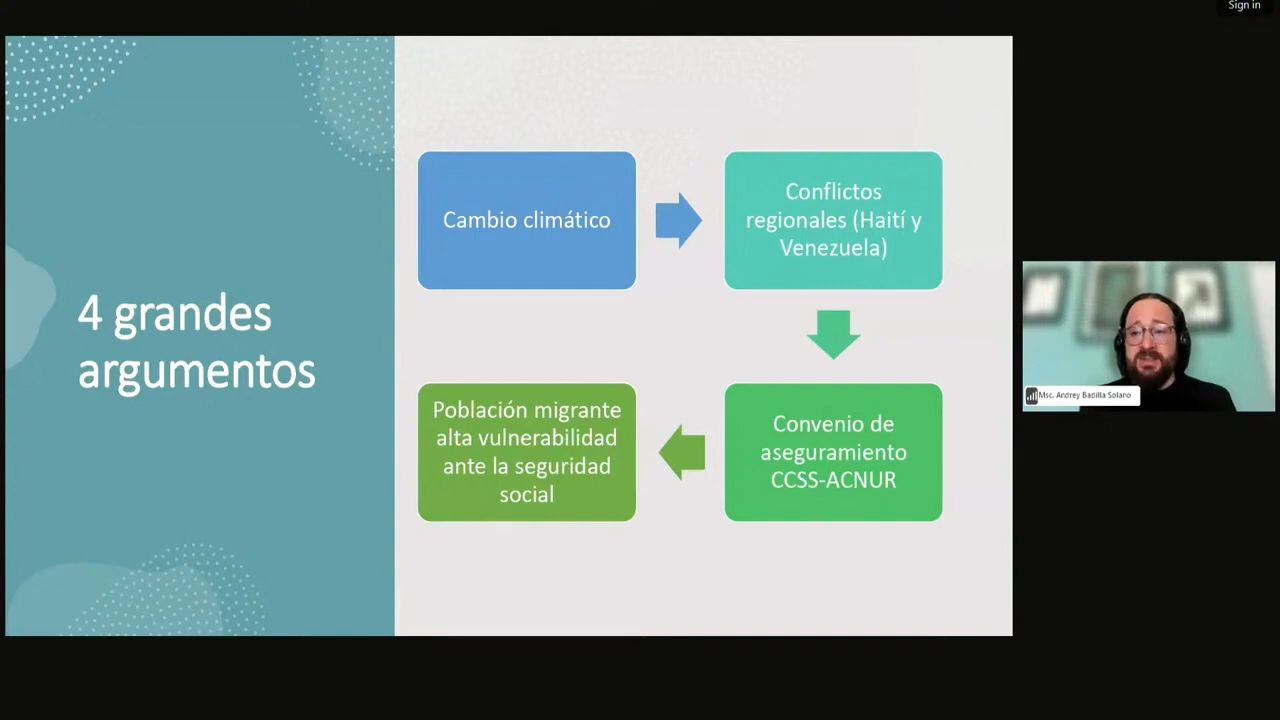 Sign in
4 grandes
argumentos
Cambio climático
Conflictos
regionales (Haití y
Venezuela)
Convenio de
aseguramiento
CCSS-ACNUR
Población migrante
alta vulnerabilidad
ante la seguridad
social
Msc. Andrey Badilla Solano